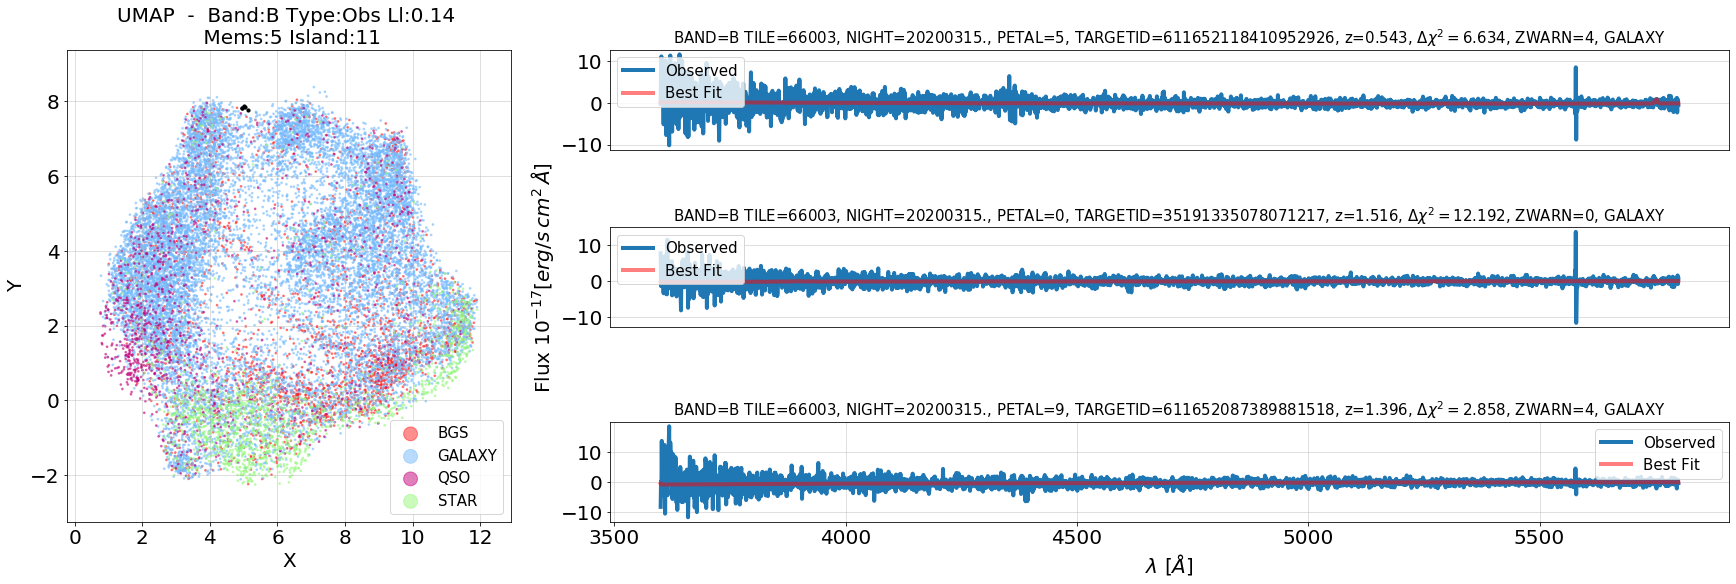 UMAP - Band:B Type:Obs Ll:0.14
Mems:5 Island:11
Y
8
6
4
2
0
−2
0 2 4 6 8 10 12
X
BGS
GALAXY
QSO
STAR
Flux 10^{-17}[erg/s cm^2 Å]
BAND=B TILE=66003, NIGHT=20200315., PETAL=5, TARGETID=611652118410952926, z=0.543, Δχ²=6.634, ZWARN=4, GALAXY
10
0
−10
Observed
Best Fit
BAND=B TILE=66003, NIGHT=20200315., PETAL=0, TARGETID=35191335078071217, z=1.516, Δχ²=12.192, ZWARN=0, GALAXY
10
0
−10
Observed
Best Fit
BAND=B TILE=66003, NIGHT=20200315., PETAL=9, TARGETID=611652087389881518, z=1.396, Δχ²=2.858, ZWARN=4, GALAXY
10
0
−10
Observed
Best Fit
3500 4000 4500 5000 5500
λ [Å]